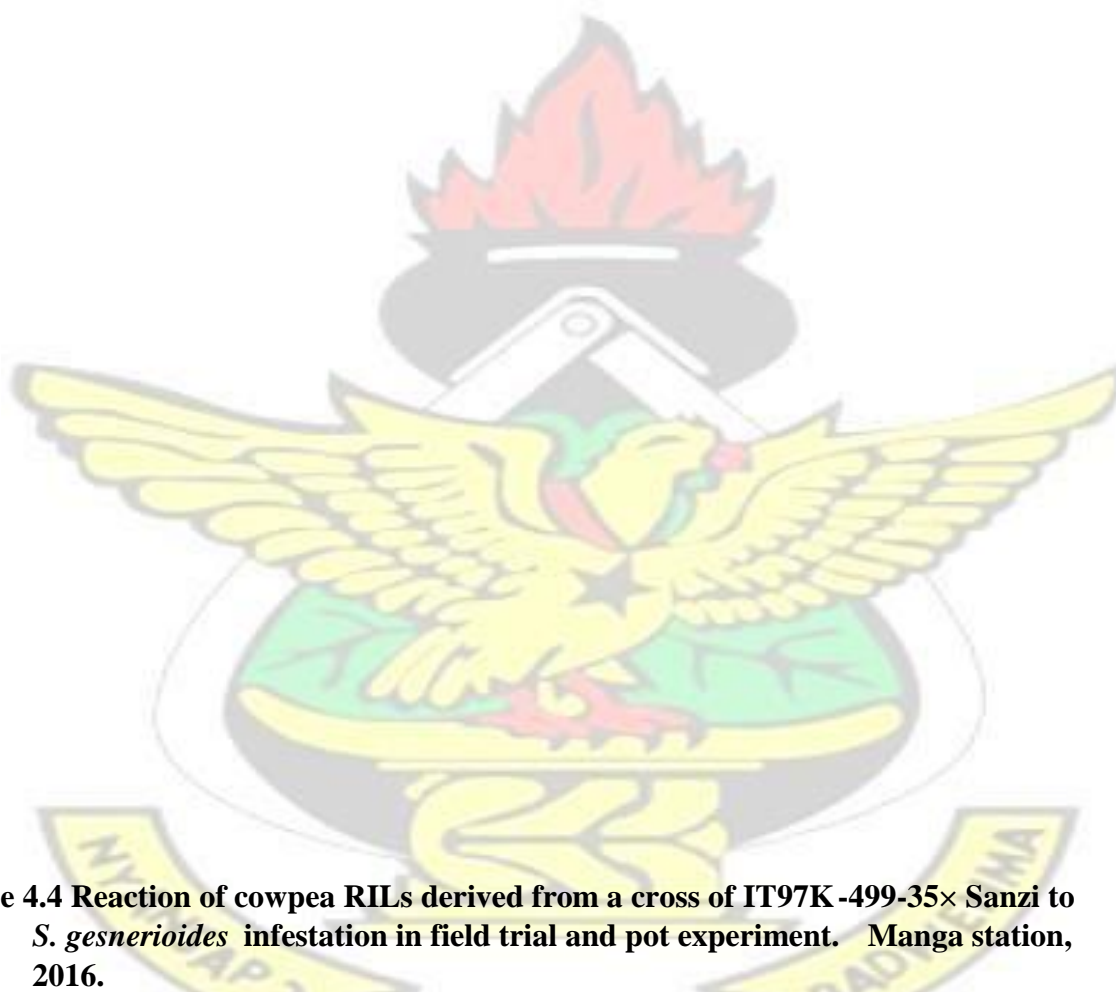 e 4.4 Reaction of cowpea RILs derived from a cross of IT97K-499-35× Sanzi to
S. gesnerioides infestation in field trial and pot experiment. Manga station,
2016.